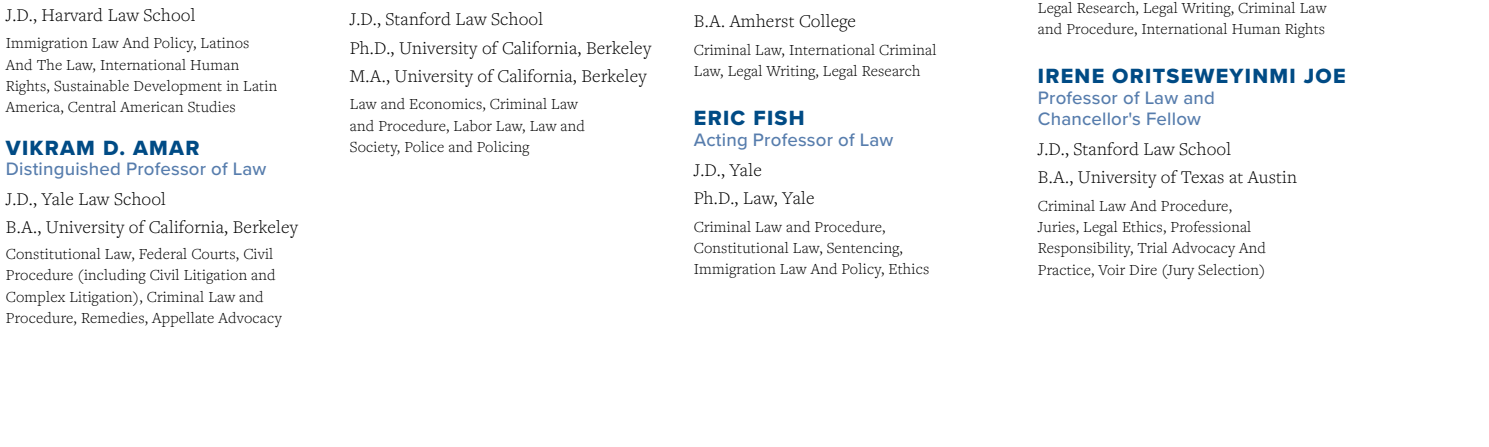 J.D., Harvard Law School
Immigration Law And Policy, Latinos
And The Law, International Human
Rights, Sustainable Development in Latin
America, Central American Studies
VIKRAM D. AMAR
Distinguished Professor of Law
J.D., Yale Law School
B.A., University of California, Berkeley
Constitutional Law, Federal Courts, Civil
Procedure (including Civil Litigation and
Complex Litigation), Criminal Law and
Procedure, Remedies, Appellate Advocacy
J.D., Stanford Law School
Ph.D., University of California, Berkeley
M.A., University of California, Berkeley
Law and Economics, Criminal Law
and Procedure, Labor Law, Law and
Society, Police and Policing
B.A. Amherst College
Criminal Law, International Criminal
Law, Legal Writing, Legal Research
ERIC FISH
Acting Professor of Law
J.D., Yale
Ph.D., Law, Yale
Criminal Law and Procedure,
Constitutional Law, Sentencing,
Immigration Law And Policy, Ethics
Legal Research, Legal Writing, Criminal Law
and Procedure, International Human Rights
IRENE ORITSEWEYINMI JOE
Professor of Law and
Chancellor's Fellow
J.D., Stanford Law School
B.A., University of Texas at Austin
Criminal Law And Procedure,
Juries, Legal Ethics, Professional
Responsibility, Trial Advocacy And
Practice, Voir Dire (Jury Selection)